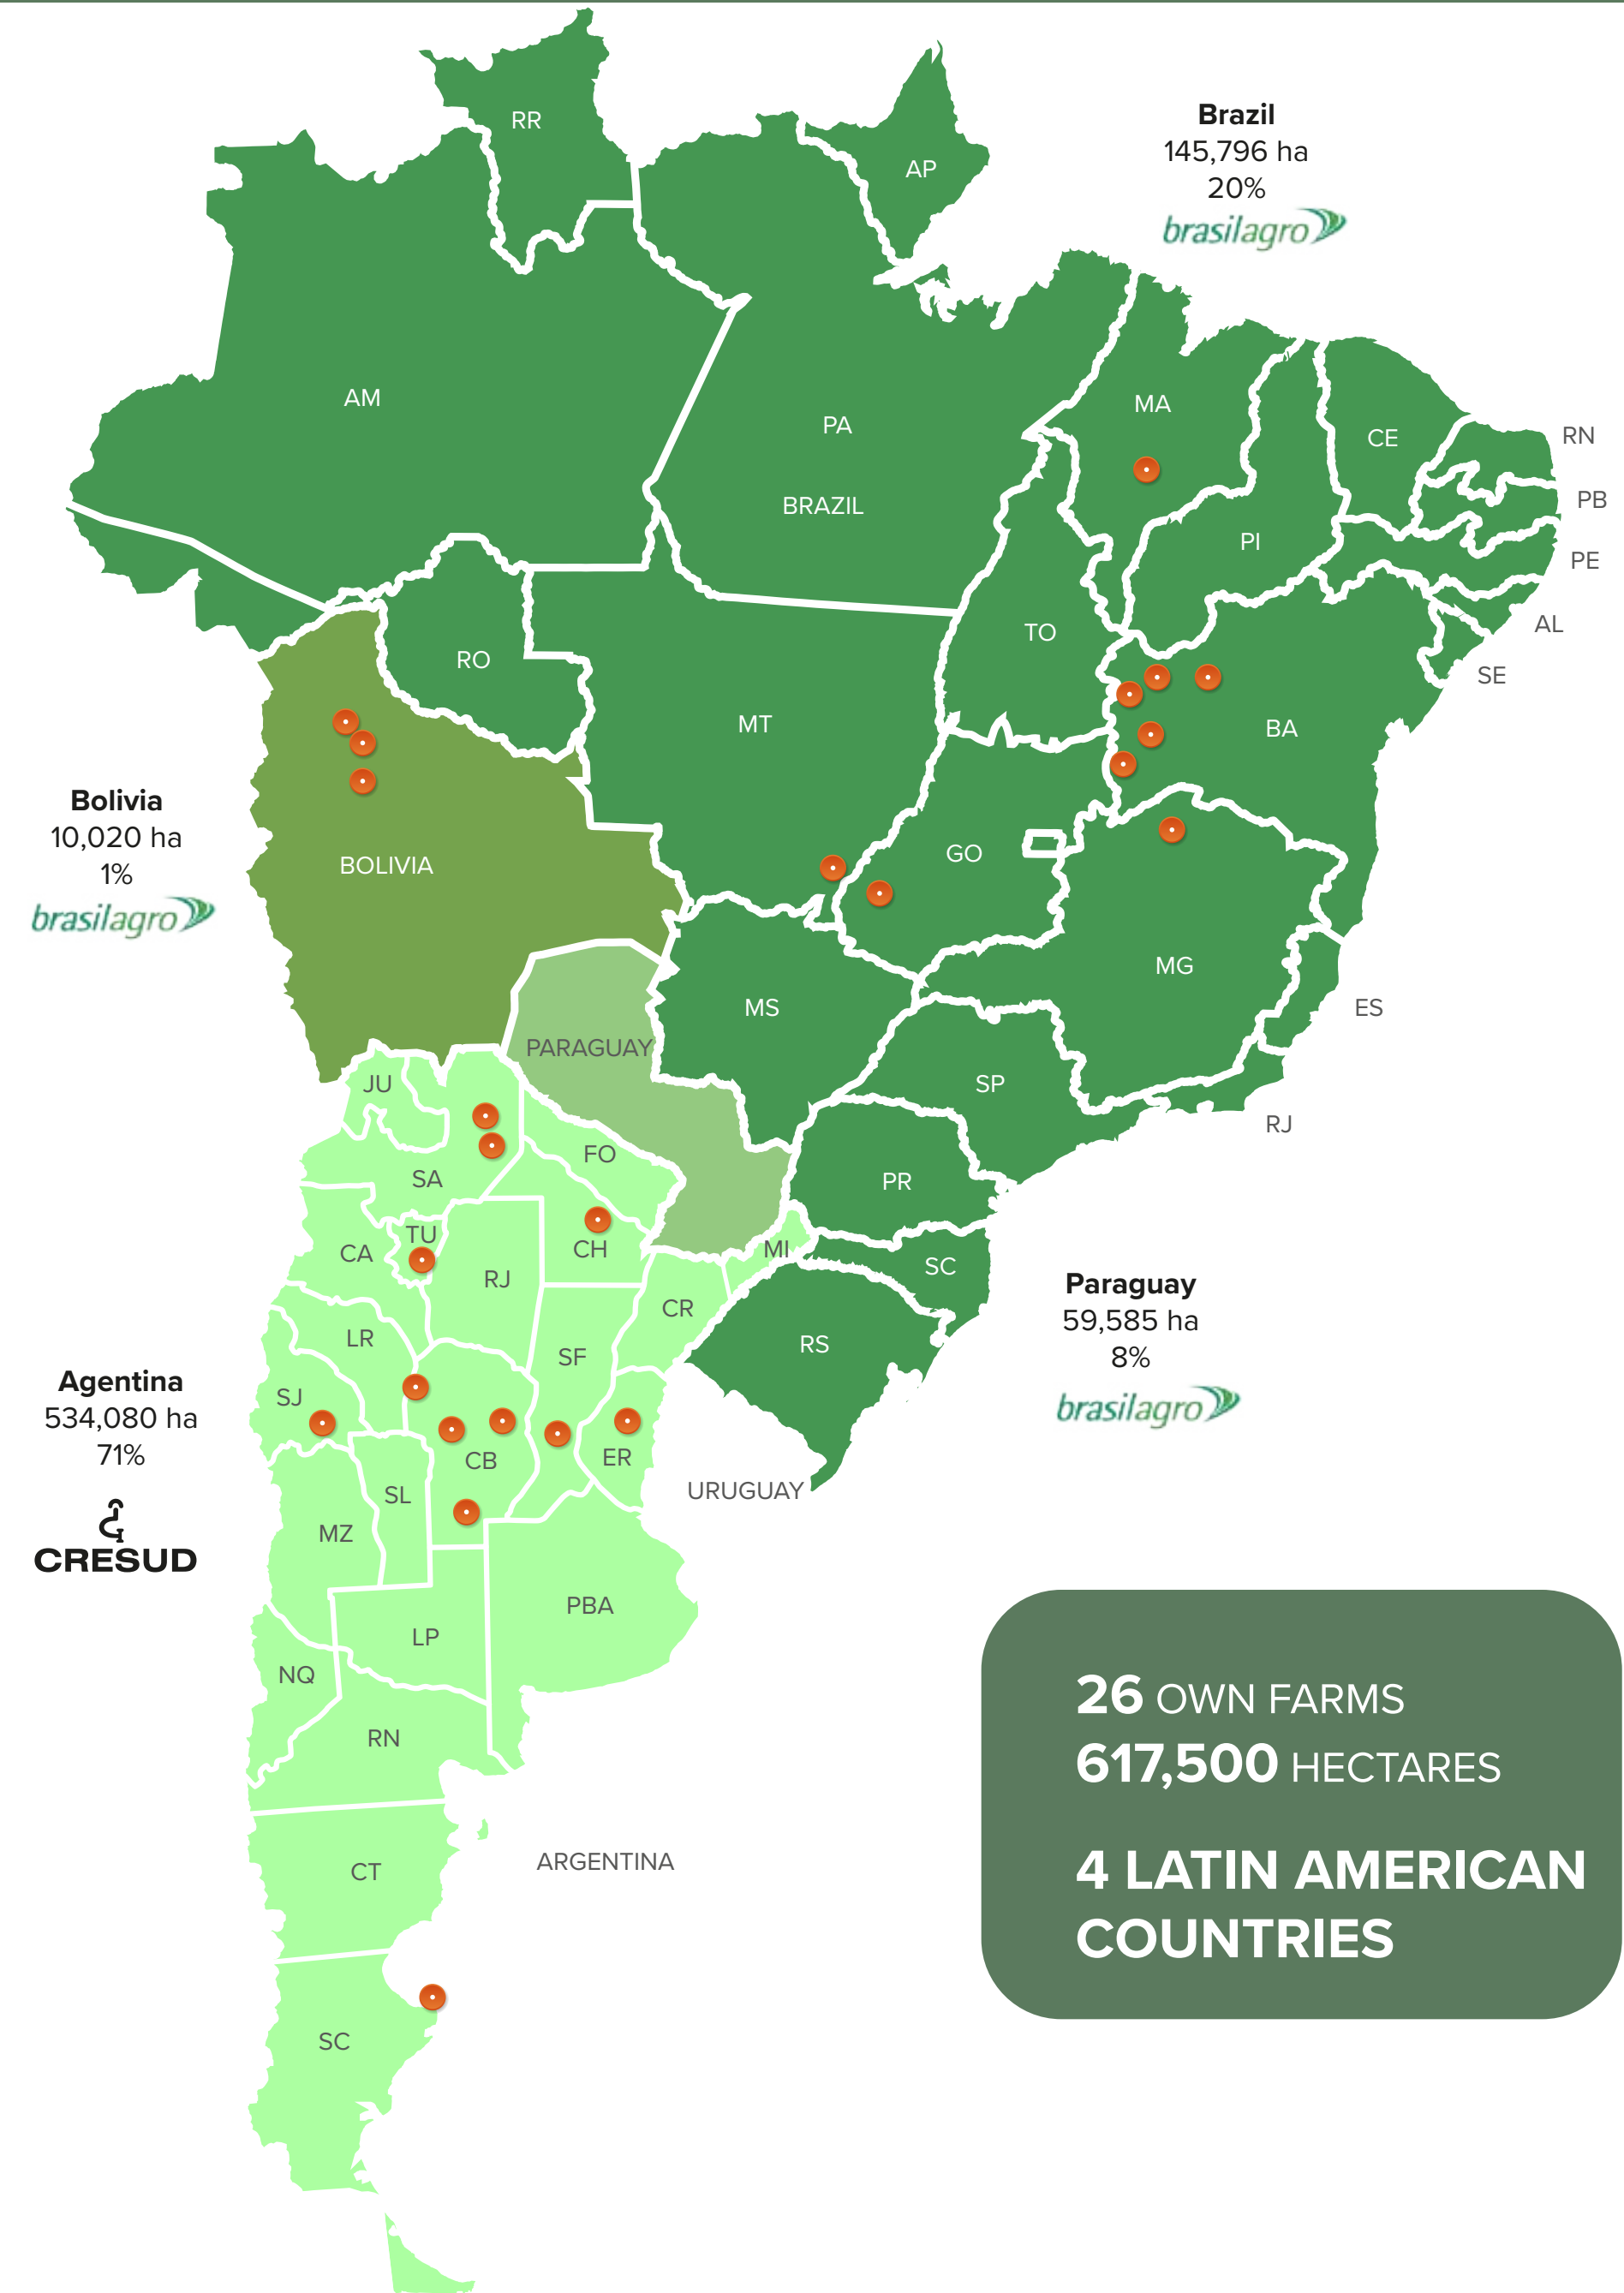 RR
AP
Brazil
145,796 ha
20%
brasilagro
AM
PA
MA
CE
RN
BRAZIL
PB
PI
PE
TO
AL
RO
SE
MT
BA
Bolivia
10,020 ha
1%
brasilagro
BOLIVIA
GO
MG
MS
ES
PARAGUAY
JU
SP
RJ
FO
SA
PR
TU
CA
CH
MI
RJ
SC
Paraguay
59,585 ha
8%
brasilagro
CR
LR
RS
SF
Agentina
534,080 ha
71%
CRESUD
SJ
CB
ER
URUGUAY
SL
MZ
PBA
LP
NQ
RN
26 OWN FARMS
617,500 HECTARES
4 LATIN AMERICAN
COUNTRIES
ARGENTINA
CT
SC